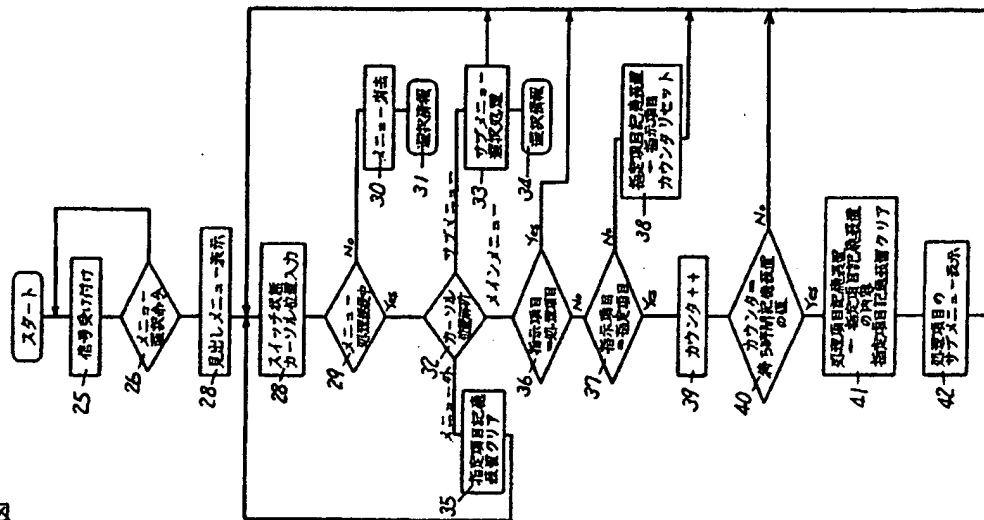 図
スタート
信号受け付け
25
メニュー
選択命令
26
見出しメニュー表示
28
スイッチ状態
カーソル位置入力
28
メニュー
処理継続中
29
No
Yes
メニュー消去
30
選択情報
31
カーソル
位置解析
32
サブメニュー
メインメニュー
メニュー外
サブメニュー
選択処理
33
選択情報
34
指定項目記憶
装置クリア
35
指示項目
=処理項目
36
Yes
No
指示項目
=指定項目
37
No
Yes
指定項目記憶装置
← 指示項目
カウンタリセット
38
カウンタ++
39
カウンター
待ち時間記憶装置
の値
40
No
Yes
処理項目記憶装置
← 指定項目記憶装置
の内容
指定項目記憶装置クリア
41
処理項目の
サブメニュー表示
42